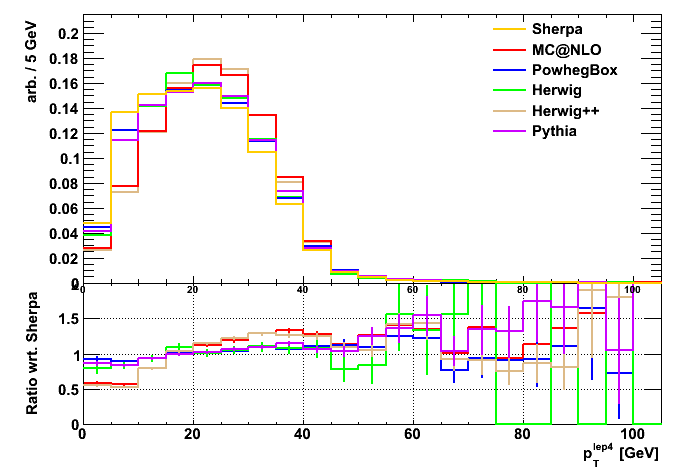 arb. / 5 GeV
0.2
0.18
0.16
0.14
0.12
0.1
0.08
0.06
0.04
0.02
0
Sherpa
MC@NLO
PowhegBox
Herwig
Herwig++
Pythia
0 20 40 60 80 100
Ratio wrt. Sherpa
2
1.5
1
0.5
0
0 20 40 60 80 100
p_T^lep4 [GeV]